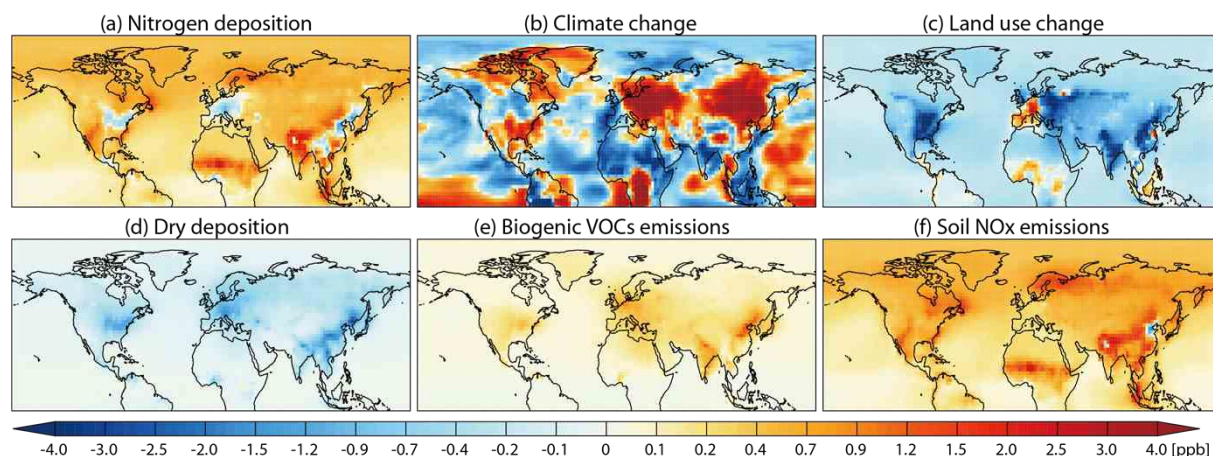 (a) Nitrogen deposition (b) Climate change (c) Land use change
(d) Dry deposition (e) Biogenic VOCs emissions (f) Soil NOx emissions
-4.0 -3.0 -2.5 -2.0 -1.2 -0.9 -0.7 -0.4 -0.2 -0.1 0 0.1 0.2 0.4 0.7 0.9 1.2 1.5 2.0 2.5 3.0 4.0 [ppb]